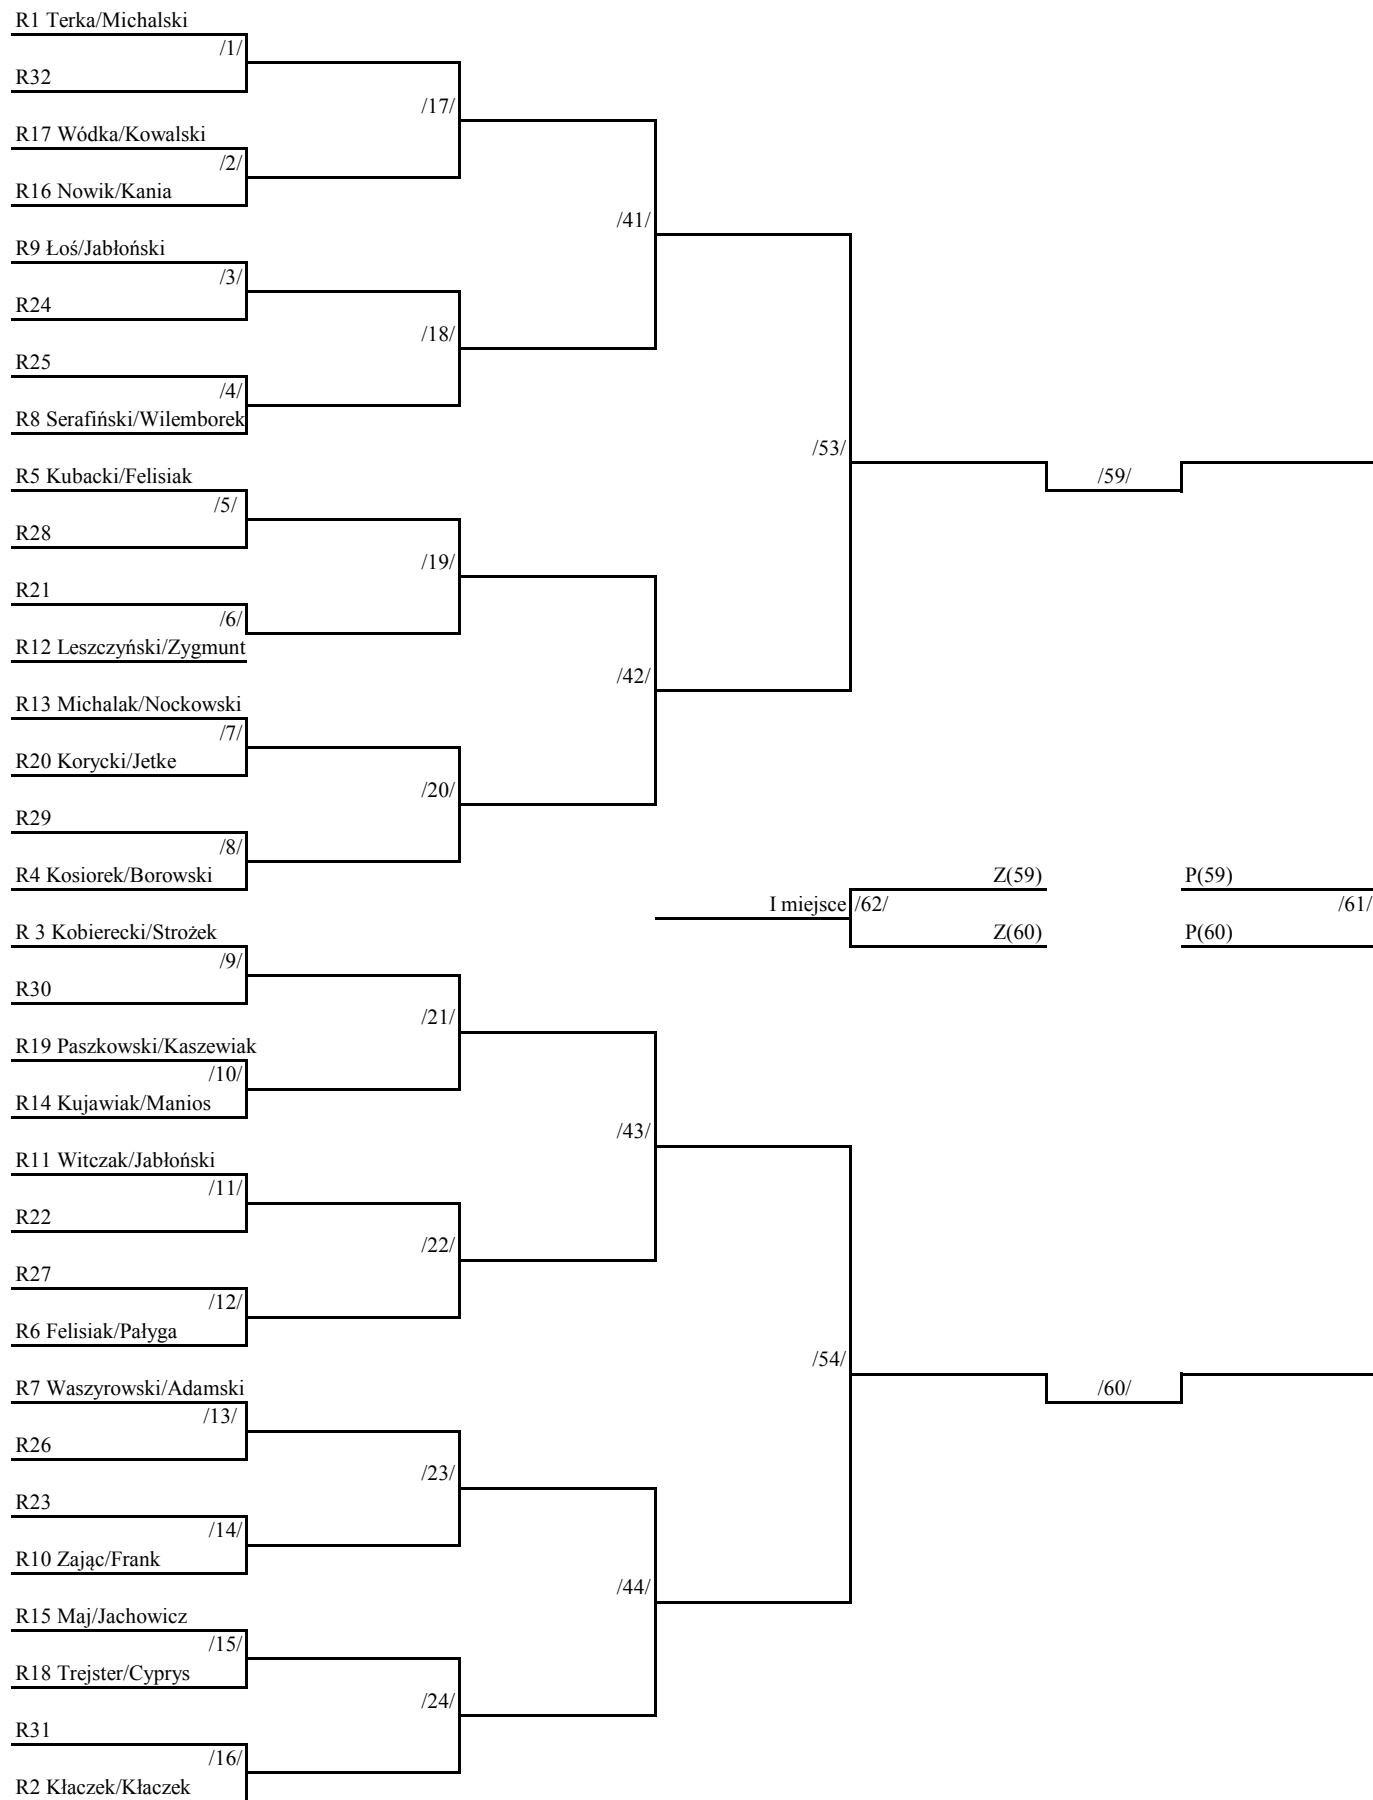 R1 Terka/Michalski
/1/
R32
/17/
R17 Wódka/Kowalski
/2/
R16 Nowik/Kania
/41/
R9 Łoś/Jabłoński
/3/
R24
/18/
R25
/4/
R8 Serafiński/Wilemborek
/53/
R5 Kubacki/Felisiak
/59/
/5/
R28
/19/
R21
/6/
R12 Leszczyński/Zygmunt
/42/
R13 Michalak/Nockowski
/7/
R20 Korycki/Jetke
/20/
R29
/8/
R4 Kosiorek/Borowski
Z(59)
P(59)
I miejsce
/62/
/61/
R 3 Kobierecki/Strożek
Z(60)
P(60)
/9/
R30
/21/
R19 Paszkowski/Kaszewiak
/10/
R14 Kujawiak/Manios
/43/
R11 Witczak/Jabłoński
/11/
R22
/22/
R27
/12/
R6 Felisiak/Pałyga
/54/
R7 Waszyrowski/Adamski
/60/
/13/
R26
/23/
R23
/14/
R10 Zając/Frank
/44/
R15 Maj/Jachowicz
/15/
R18 Trejster/Cyprys
/24/
R31
/16/
R2 Kłaczek/Kłaczek